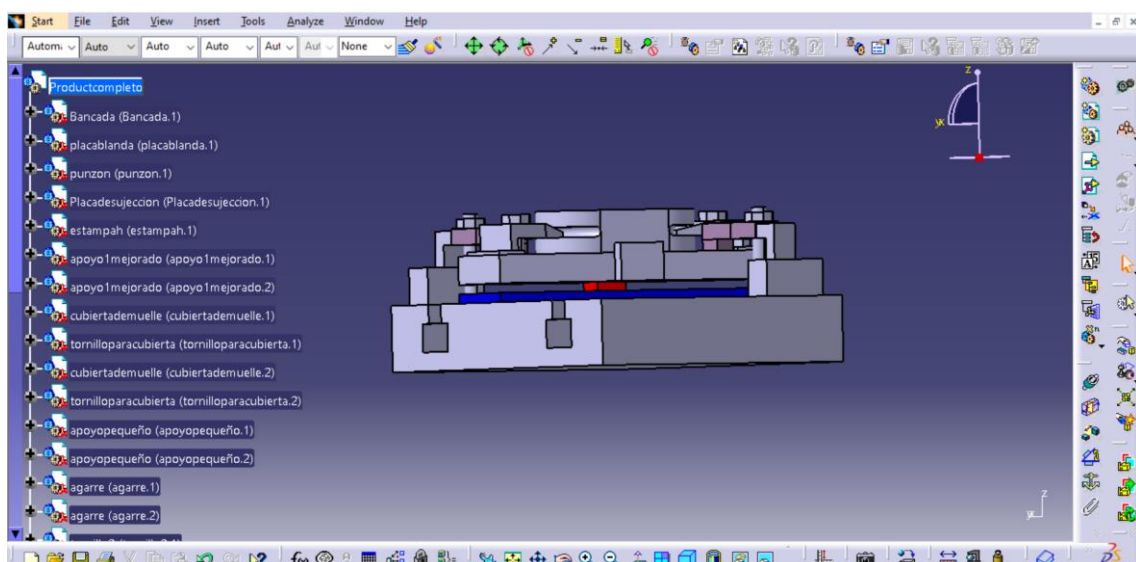 Start File Edit View Insert Tools Analyze Window Help
Auto Auto Auto Aut None
z
yx
Productcompleto
Bancada (Bancada.1)
placablanda (placablanda.1)
punzon (punzon.1)
Placadesujeccion (Placadesujeccion.1)
estampah (estampah.1)
apoyo1mejorado (apoyo1mejorado.1)
apoyo1mejorado (apoyo1mejorado.2)
cubiertademuelle (cubiertademuelle.1)
tornilloparacubierta (tornilloparacubierta.1)
cubiertademuelle (cubiertademuelle.2)
tornilloparacubierta (tornilloparacubierta.2)
apoyopequeño (apoyopequeño.1)
apoyopequeño (apoyopequeño.2)
agarre (agarre.1)
agarre (agarre.2)
z